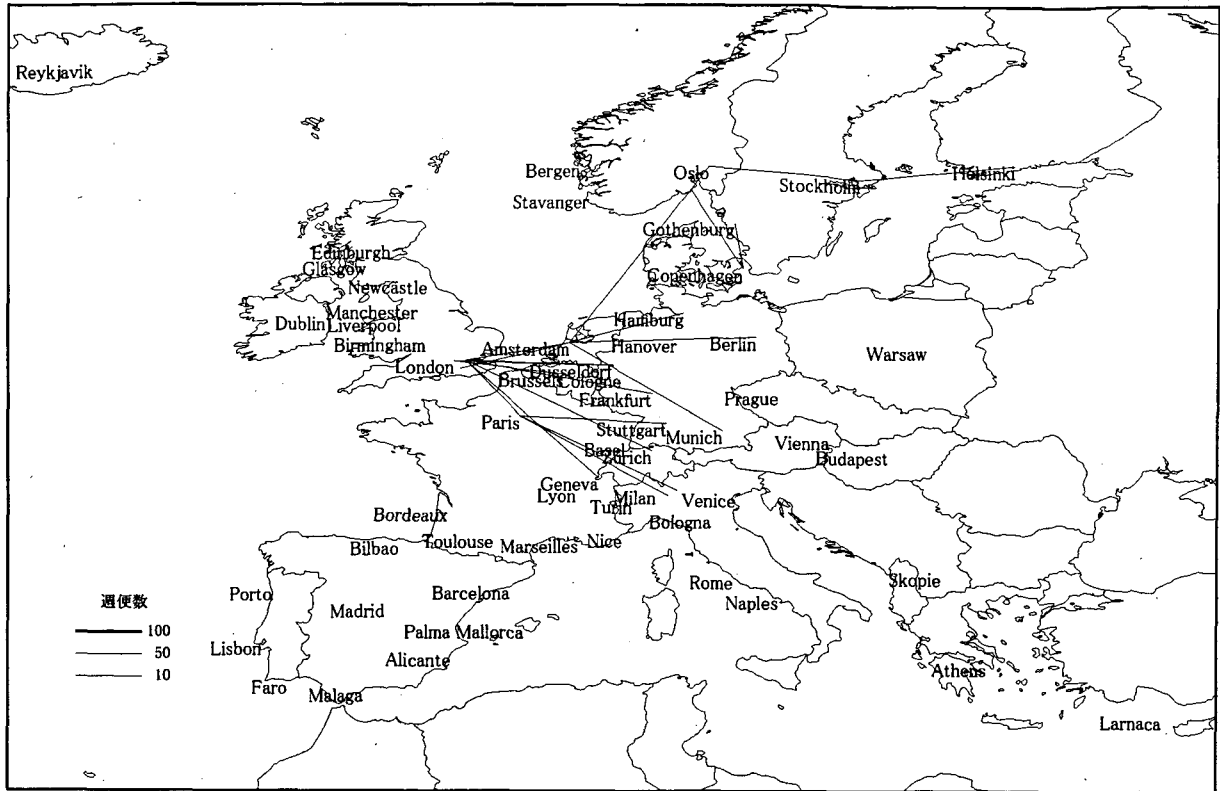 Reykjavik
Bergen
Oslo
Stockholm
Helsinki
Stavanger
Gothenburg
Edinburgh
Glasgow
Copenhagen
Newcastle
Manchester
Dublin
Liverpool
Hamburg
Birmingham
Amsterdam
Hanover
Berlin
Warsaw
London
Dusseldorf
Brussels
Cologne
Frankfurt
Prague
Paris
Stuttgart
Munich
Vienna
Basel
Zurich
Budapest
Geneva
Lyon
Milan
Turin
Venice
Bordeaux
Bologna
Bilbao
Toulouse
Marseilles
Nice
Skopie
Rome
Porto
Barcelona
Naples
週便数
Madrid
100
Palma Mallorca
Lisbon
50
Alicante
10
Athens
Faro
Malaga
Larnaca